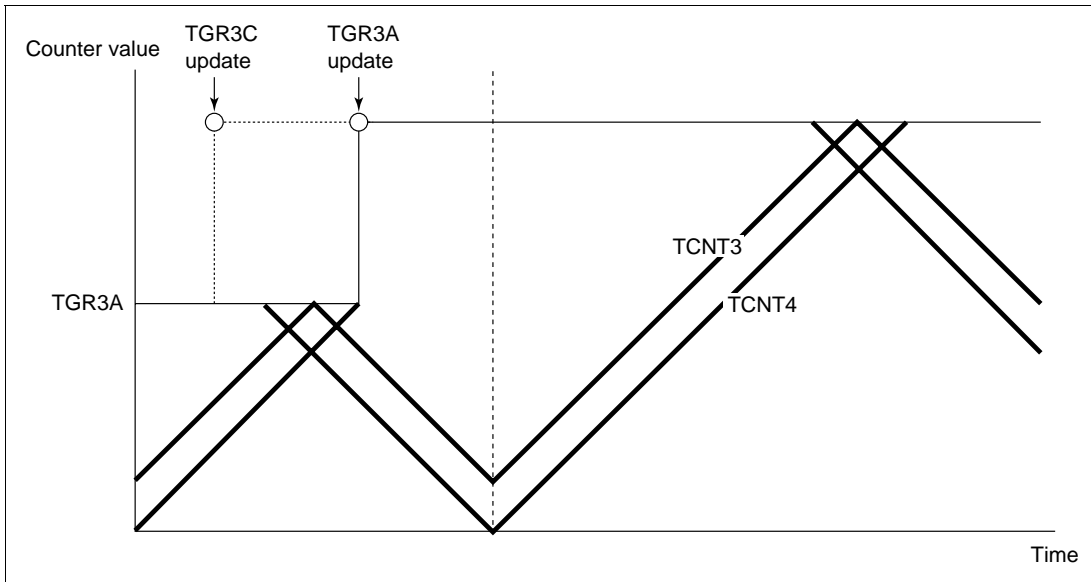 Counter value
TGR3C
update
TGR3A
update
TGR3A
TCNT3
TCNT4
Time